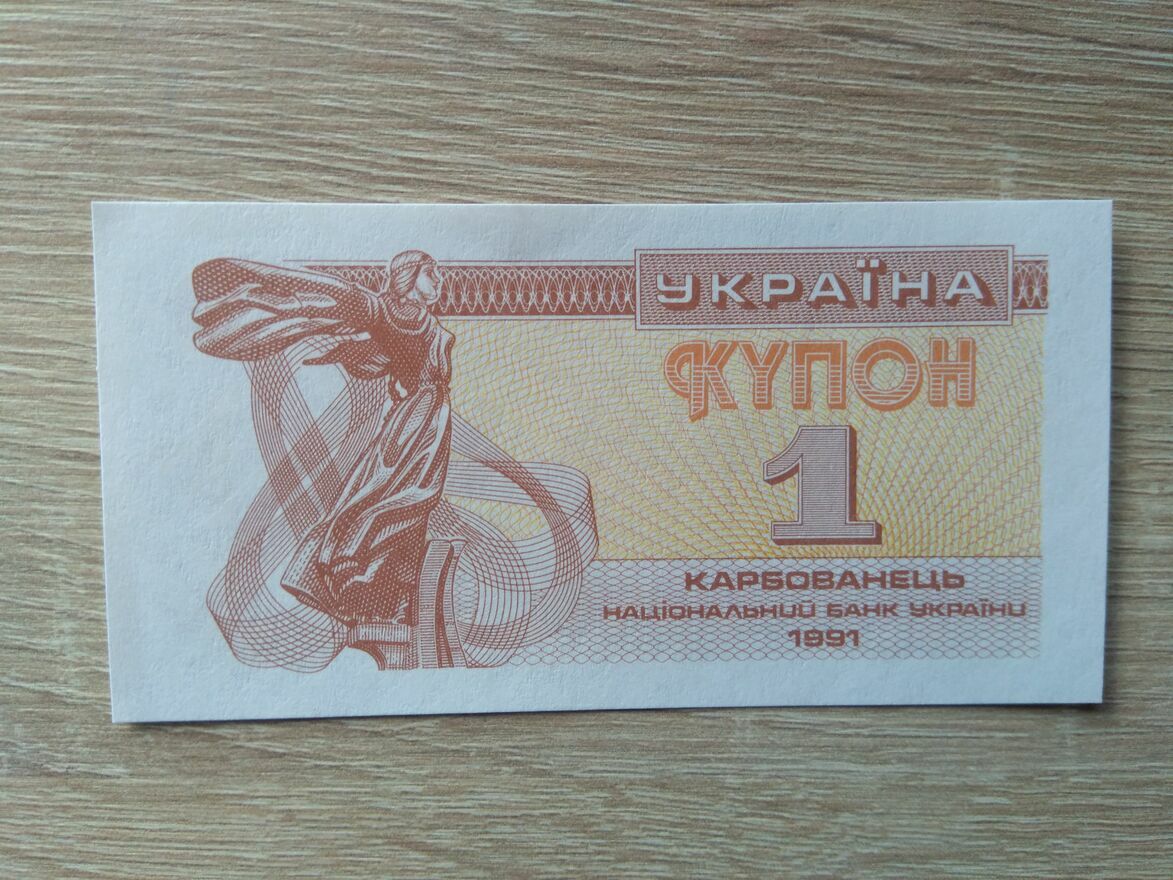 УКРАЇНА
КУПОН
1
КАРБОВАНЕЦЬ
НАЦІОНАЛЬНИЙ БАНК УКРАЇНИ
1991